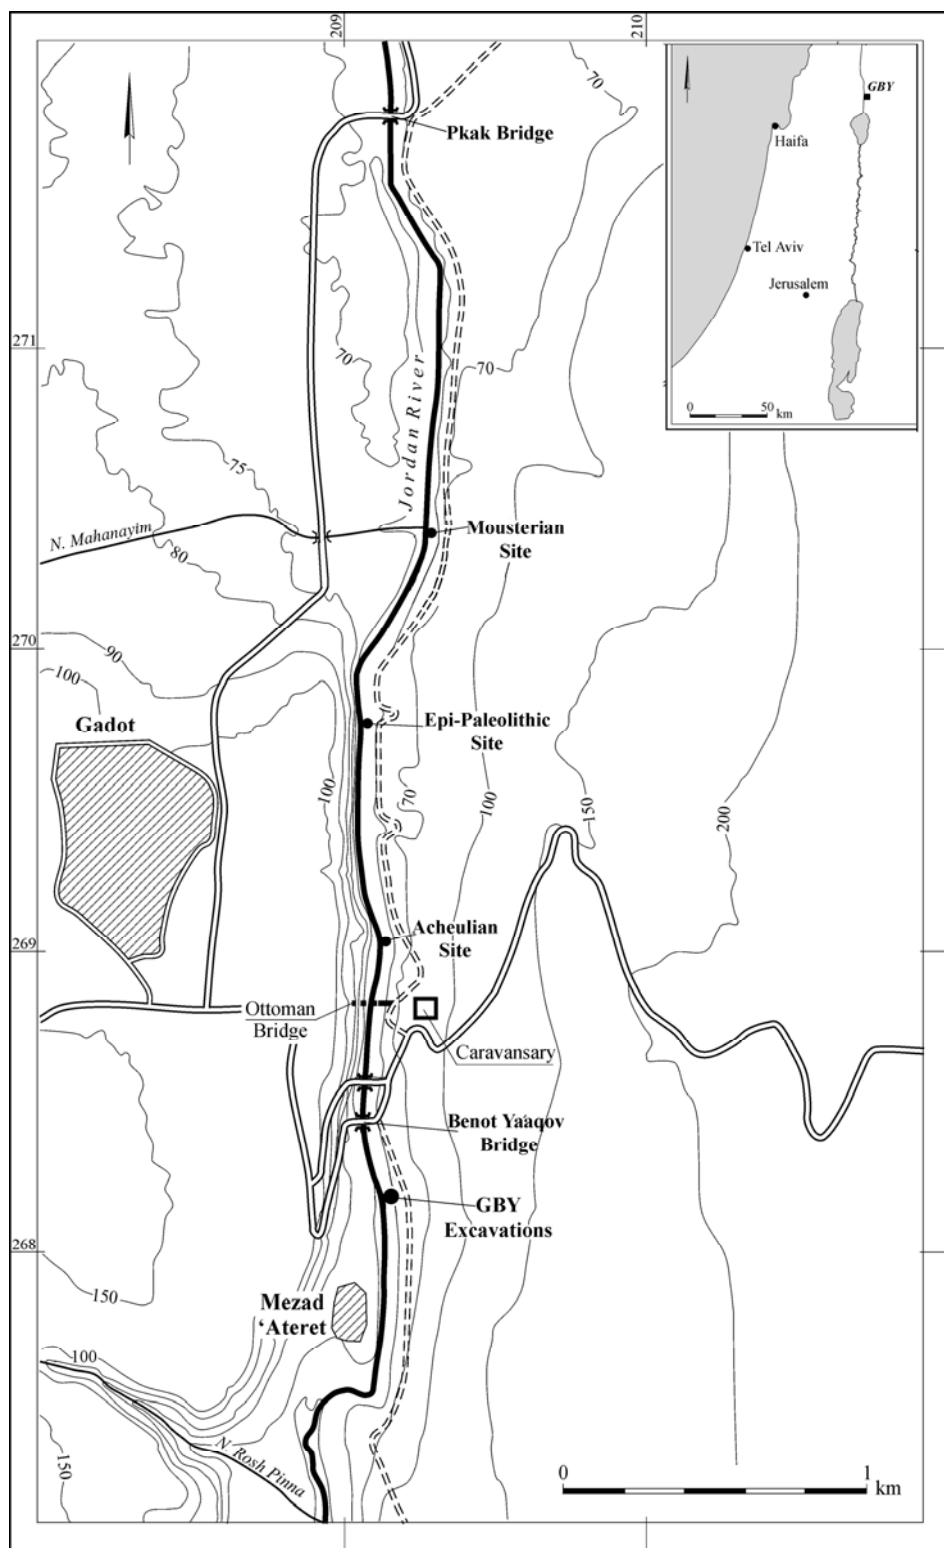 209
210
70
GBY
Pkak Bridge
Haifa
Tel Aviv
Jerusalem
271
70
70
0 50
km
Jordan River
75
N. Mahanayim
Mousterian
Site
80
270
90
100
Gadot
Epi-Paleolithic
Site
100
70
100
150
200
269
Acheulian
Site
Ottoman
Bridge
Caravansary
Benot Yaaqov
Bridge
GBY
Excavations
268
150
Mezad
‘Ateret
100
N. Rosh Pinna
150
0 1
km